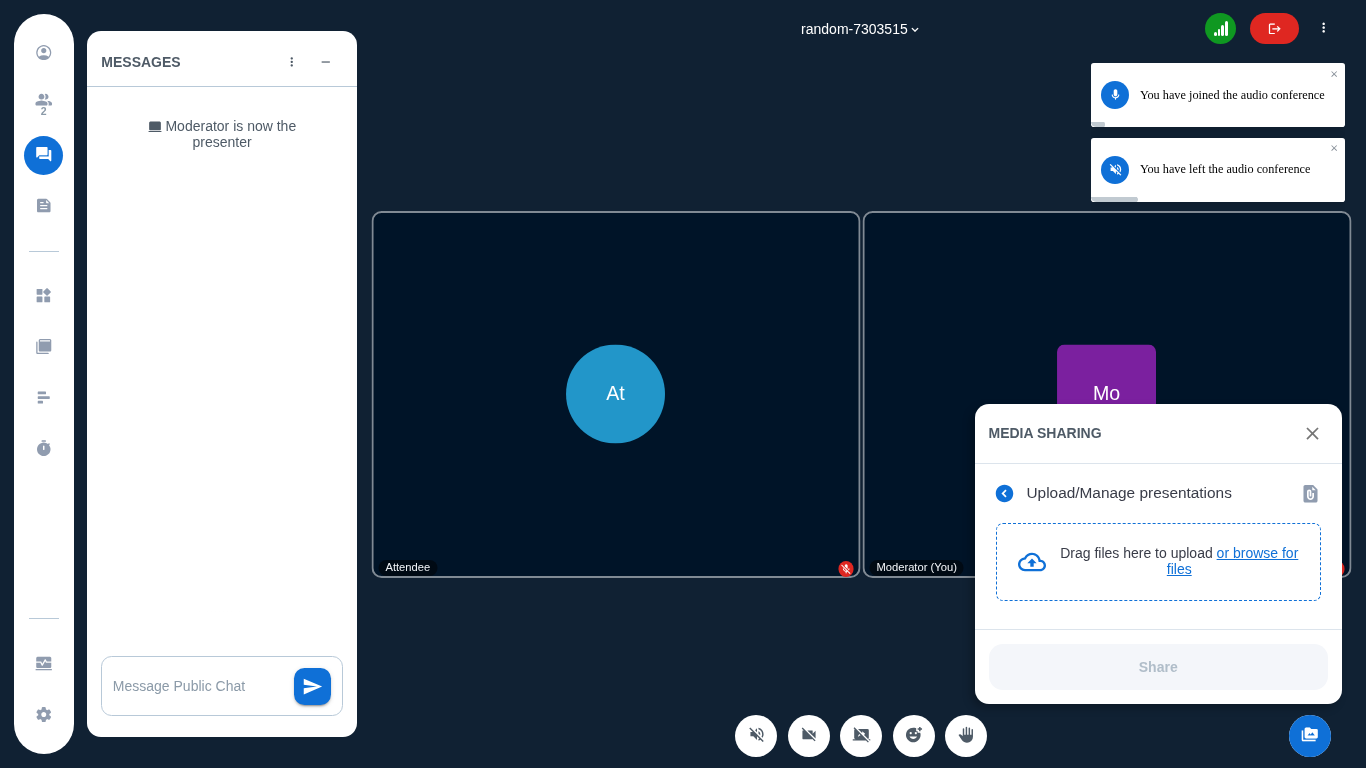 random-7303515
MESSAGES
2
Moderator is now the
presenter
You have joined the audio conference
You have left the audio conference
At
Mo
Attendee
Moderator (You)
MEDIA SHARING
Upload/Manage presentations
Drag files here to upload or browse for
files
Share
Message Public Chat